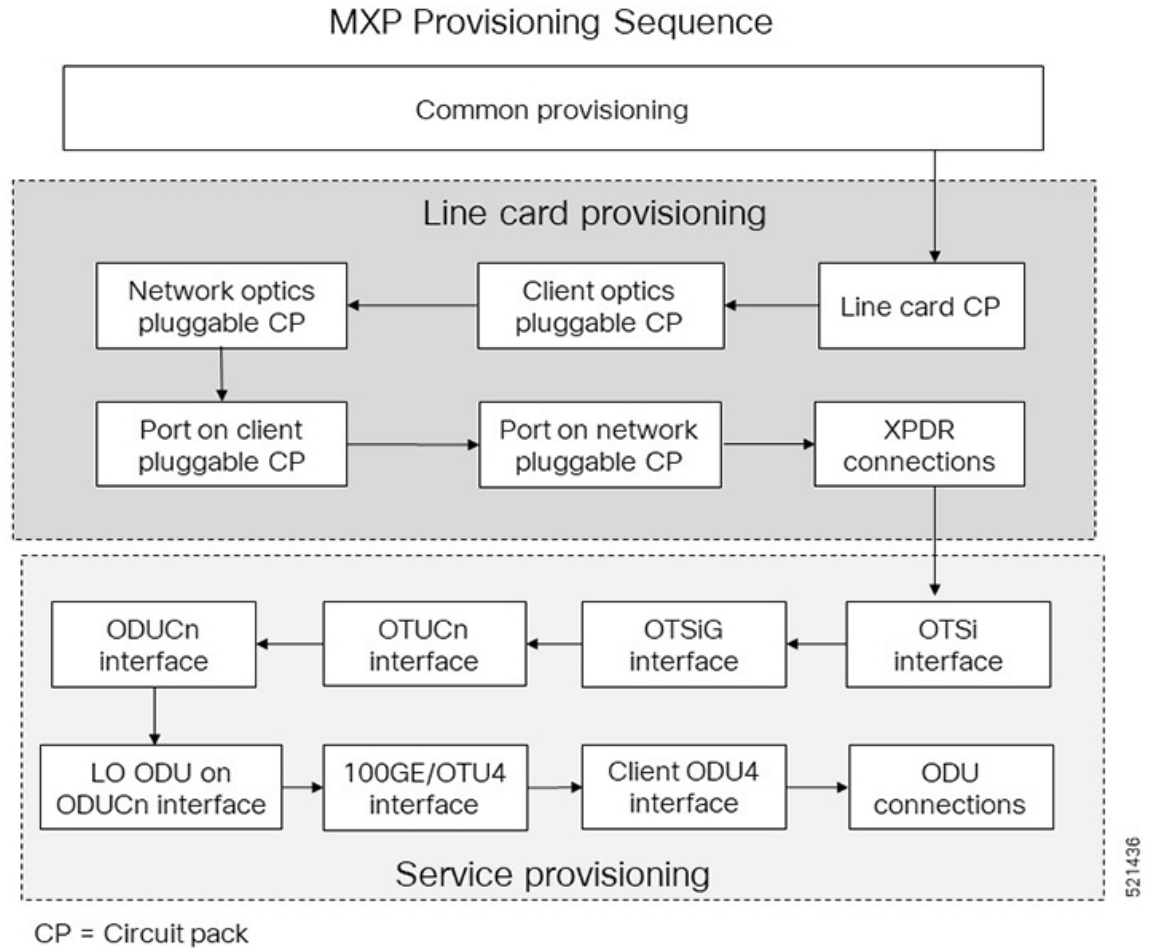 MXP Provisioning Sequence
Common provisioning
Line card provisioning
Network optics
pluggable CP
Client optics
pluggable CP
Line card CP
Port on client
pluggable CP
Port on network
pluggable CP
XPDR
connections
ODUCn
interface
OTUCn
interface
OTSiG
interface
OTSi
interface
LO ODU on
ODUCn interface
100GE/OTU4
interface
Client ODU4
interface
ODU
connections
Service provisioning
521436
CP = Circuit pack